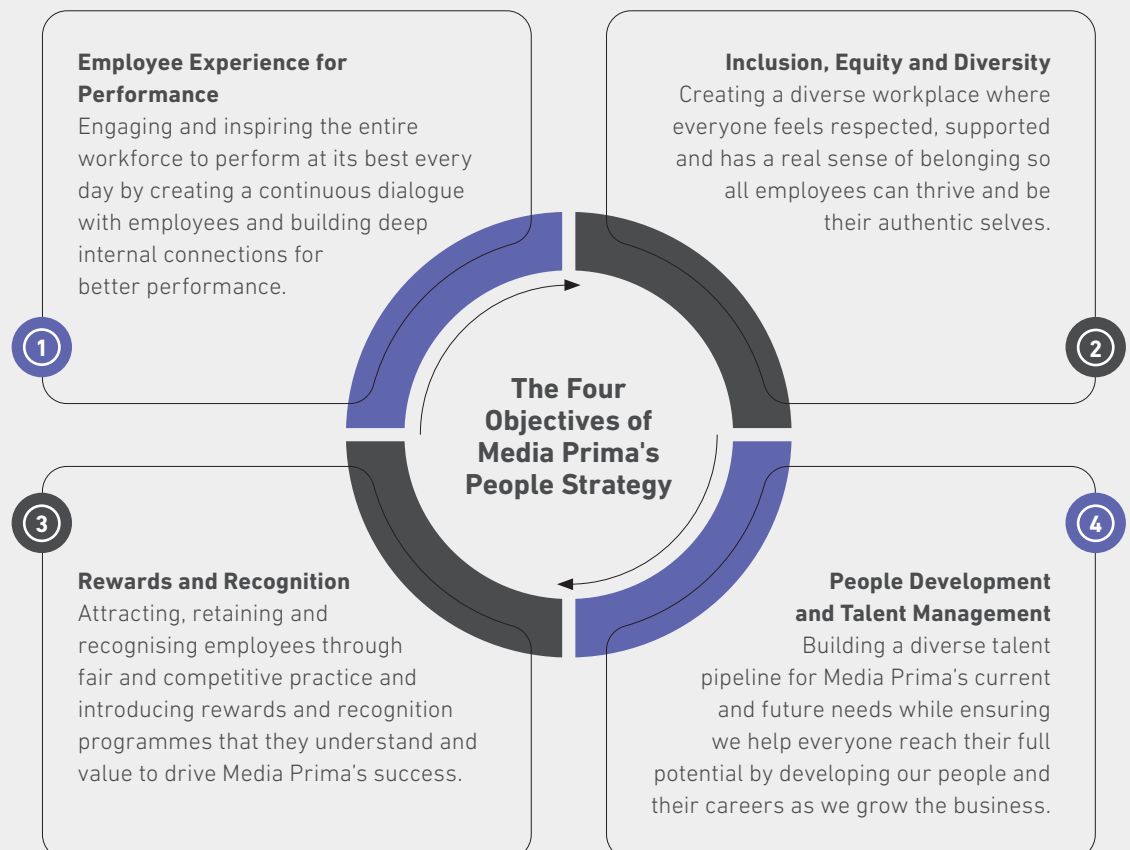 Employee Experience for
Performance
Engaging and inspiring the entire
workforce to perform at its best every
day by creating a continuous dialogue
with employees and building deep
internal connections for
better performance.
1
Inclusion, Equity and Diversity
Creating a diverse workplace where
everyone feels respected, supported
and has a real sense of belonging so
all employees can thrive and be
their authentic selves.
2
The Four
Objectives of
Media Prima's
People Strategy
3
Rewards and Recognition
Attracting, retaining and
recognising employees through
fair and competitive practice and
introducing rewards and recognition
programmes that they understand and
value to drive Media Prima’s success.
4
People Development
and Talent Management
Building a diverse talent
pipeline for Media Prima’s current
and future needs while ensuring
we help everyone reach their full
potential by developing our people and
their careers as we grow the business.